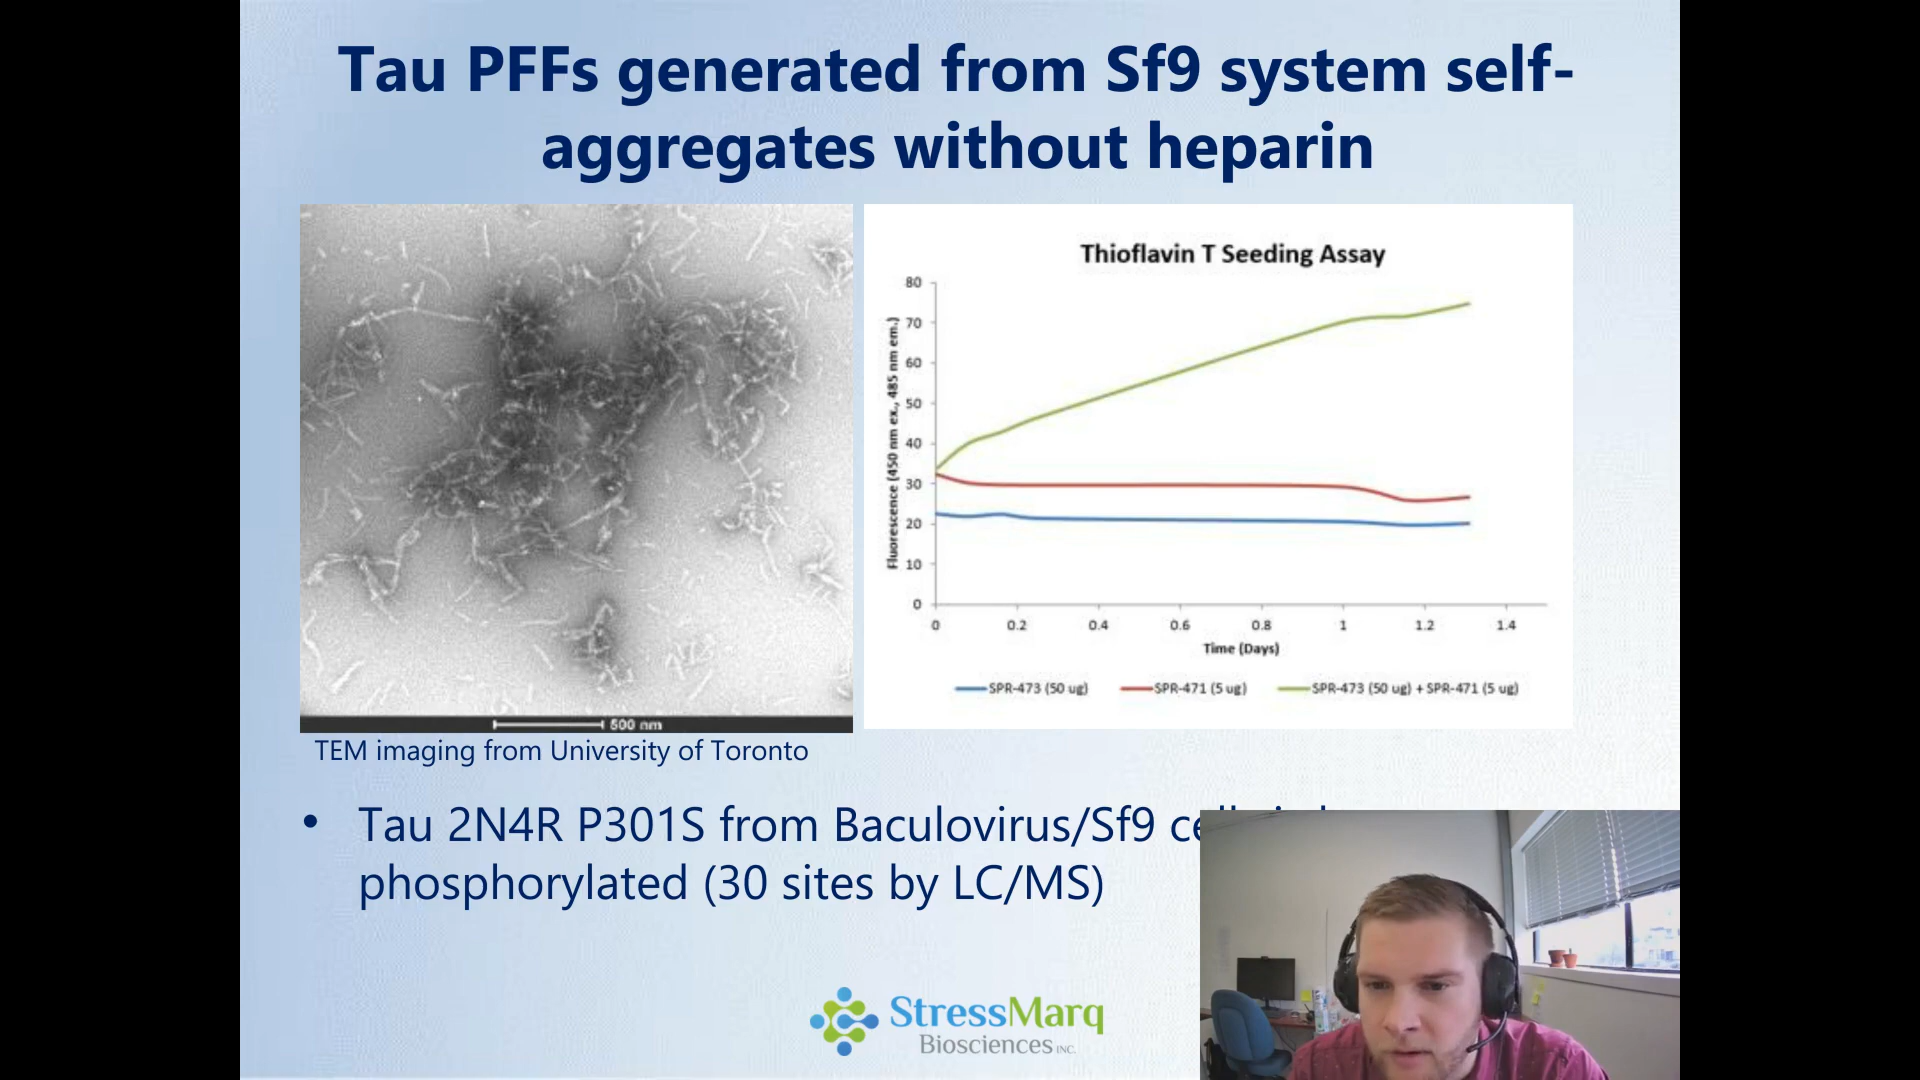 Tau PFFs generated from Sf9 system self-
aggregates without heparin
500 nm
TEM imaging from University of Toronto
Thioflavin T Seeding Assay
Fluorescence (450 nm ex., 485 nm em.)
80
70
60
50
40
30
20
10
0
0 0.2 0.4 0.6 0.8 1 1.2 1.4
Time (Days)
SPR-473 (50 ug) SPR-471 (5 ug) SPR-473 (50 ug) + SPR-471 (5 ug)
• Tau 2N4R P301S from Baculovirus/Sf9
phosphorylated (30 sites by LC/MS)
StressMarq
Biosciences INC.